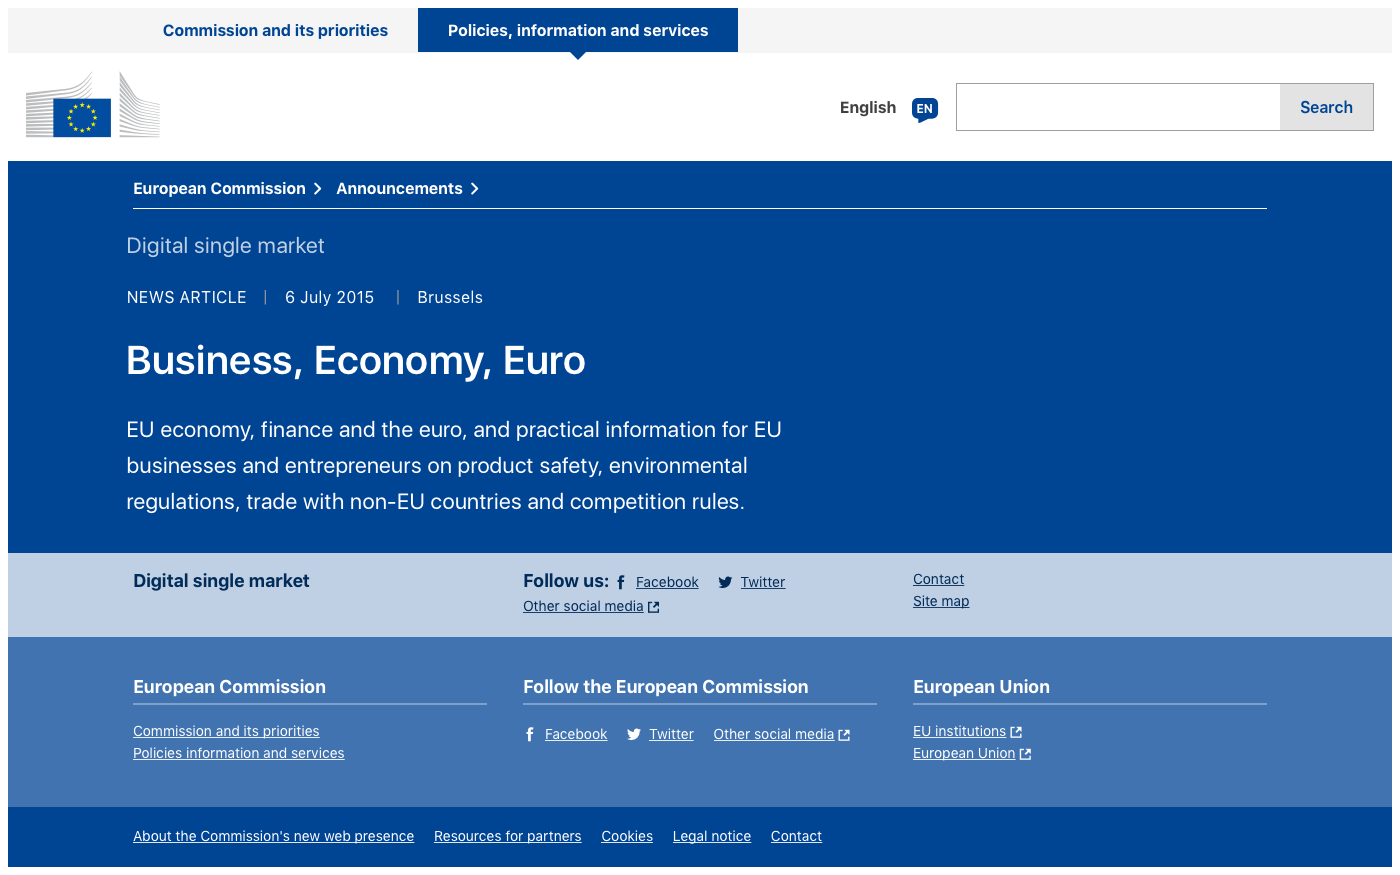 Commission and its priorities
Policies, information and services
English EN Search
European Commission Announcements
Digital single market
NEWS ARTICLE | 6 July 2015 | Brussels
Business, Economy, Euro
EU economy, finance and the euro, and practical information for EU
businesses and entrepreneurs on product safety, environmental
regulations, trade with non-EU countries and competition rules.
Digital single market
Follow us: Facebook Twitter
Other social media
Contact
Site map
European Commission
Commission and its priorities
Policies information and services
Follow the European Commission
Facebook Twitter Other social media
European Union
EU institutions
European Union
About the Commission's new web presence Resources for partners Cookies Legal notice Contact